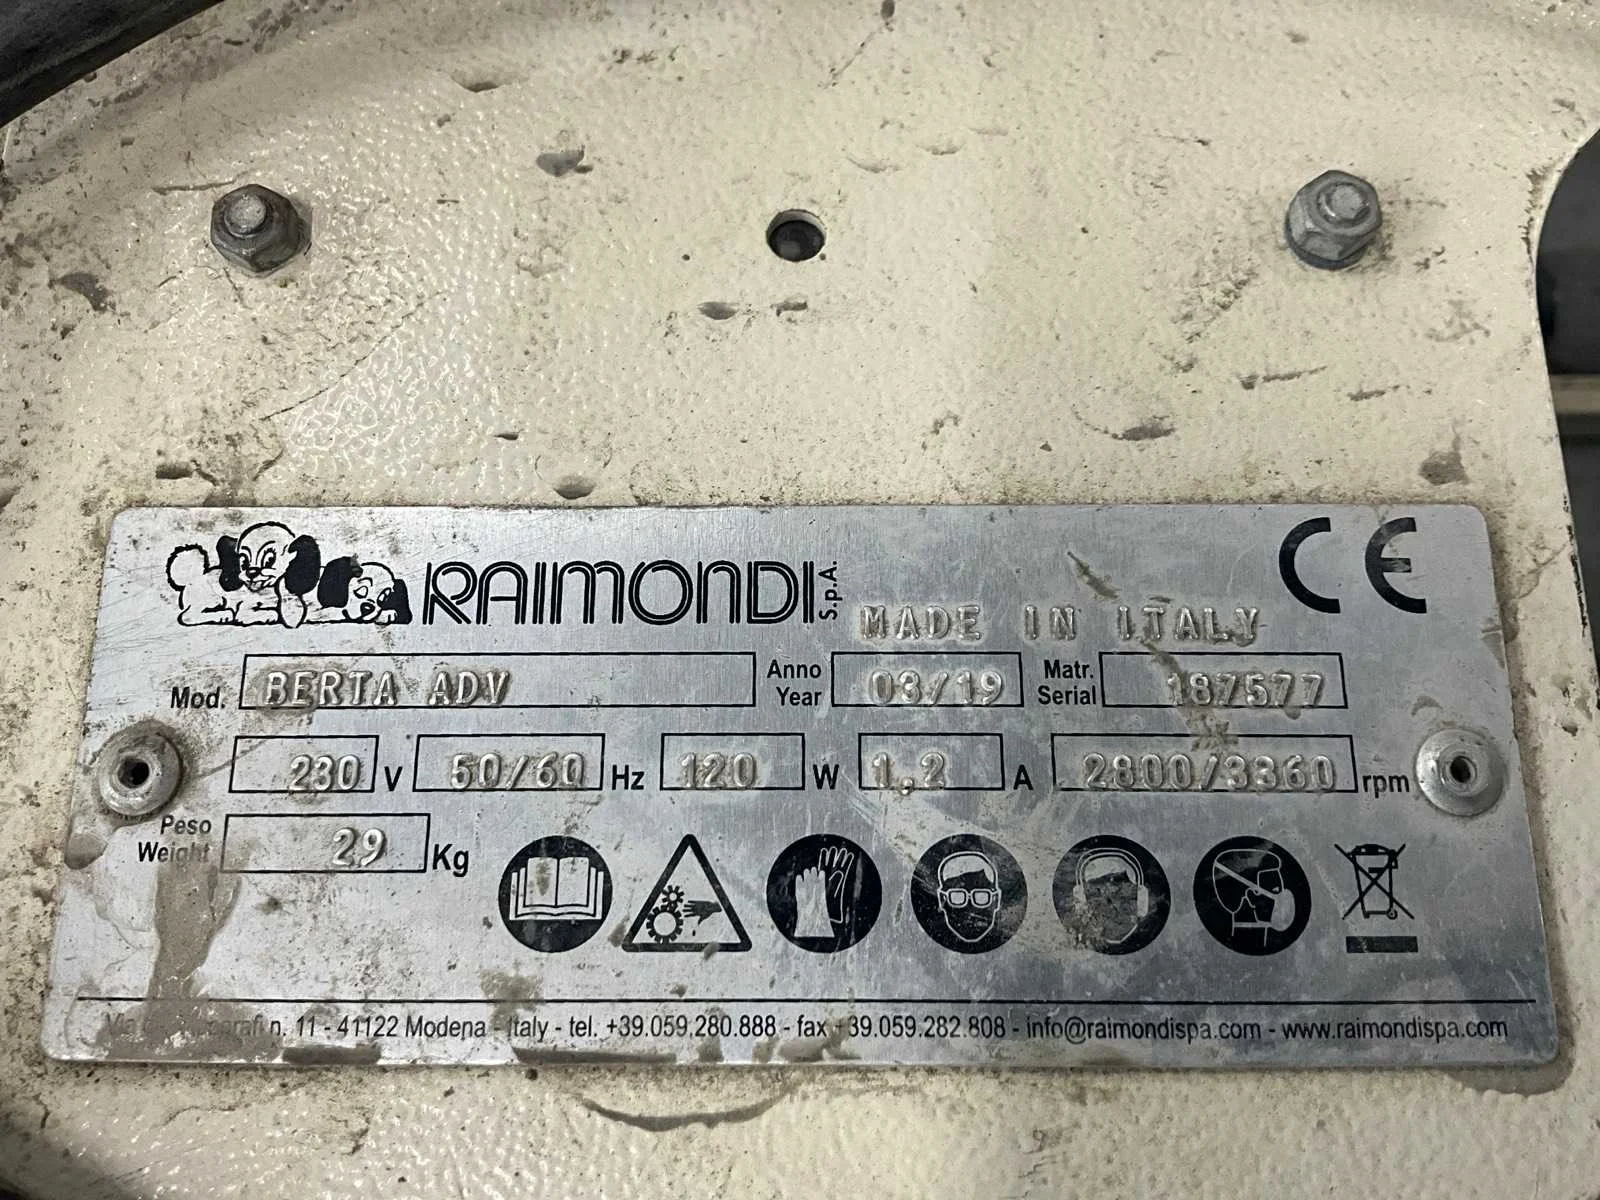 RAIMONDI S.p.A. CE
MADE IN ITALY
Mod. BERTA ADV Anno Year 03/19 Matr. Serial 187577
230 V 50/60 Hz 120 W 1,2 A 2800/3360 rpm
Peso Weight 29 Kg
Via n. 11 - 41122 Modena - Italy - tel. +39.059.280.888 - fax +39.059.282.808 - info@raimondispa.com - www.raimondispa.com